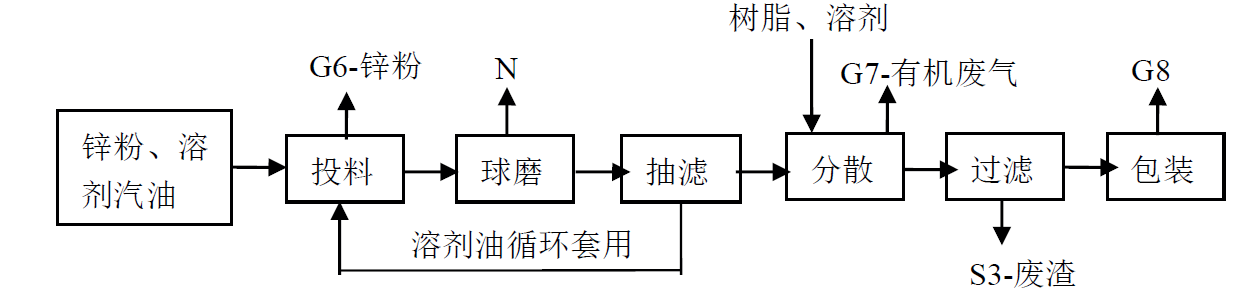 树脂、溶剂
G6-锌粉
N
G7-有机废气
G8
锌粉、溶
剂汽油
投料
球磨
抽滤
分散
过滤
包装
溶剂油循环套用
S3-废渣